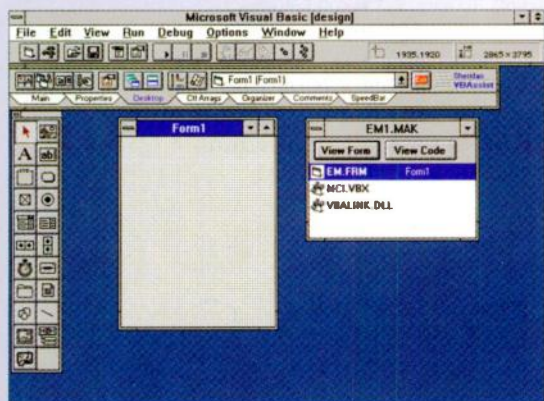 Microsoft Visual Basic [design]
File Edit View Run Debug Options Window Help
1935,1920 2865×3795
Form1 (Form1)
Sheridan
VBAssist
Main Properties Desktop Ctl Arrays Organizer Comments SpeedBar
Form1
EM1.MAK
View Form View Code
EM.FRM Form1
MCI.VBX
VBALINK.DLL
A ab